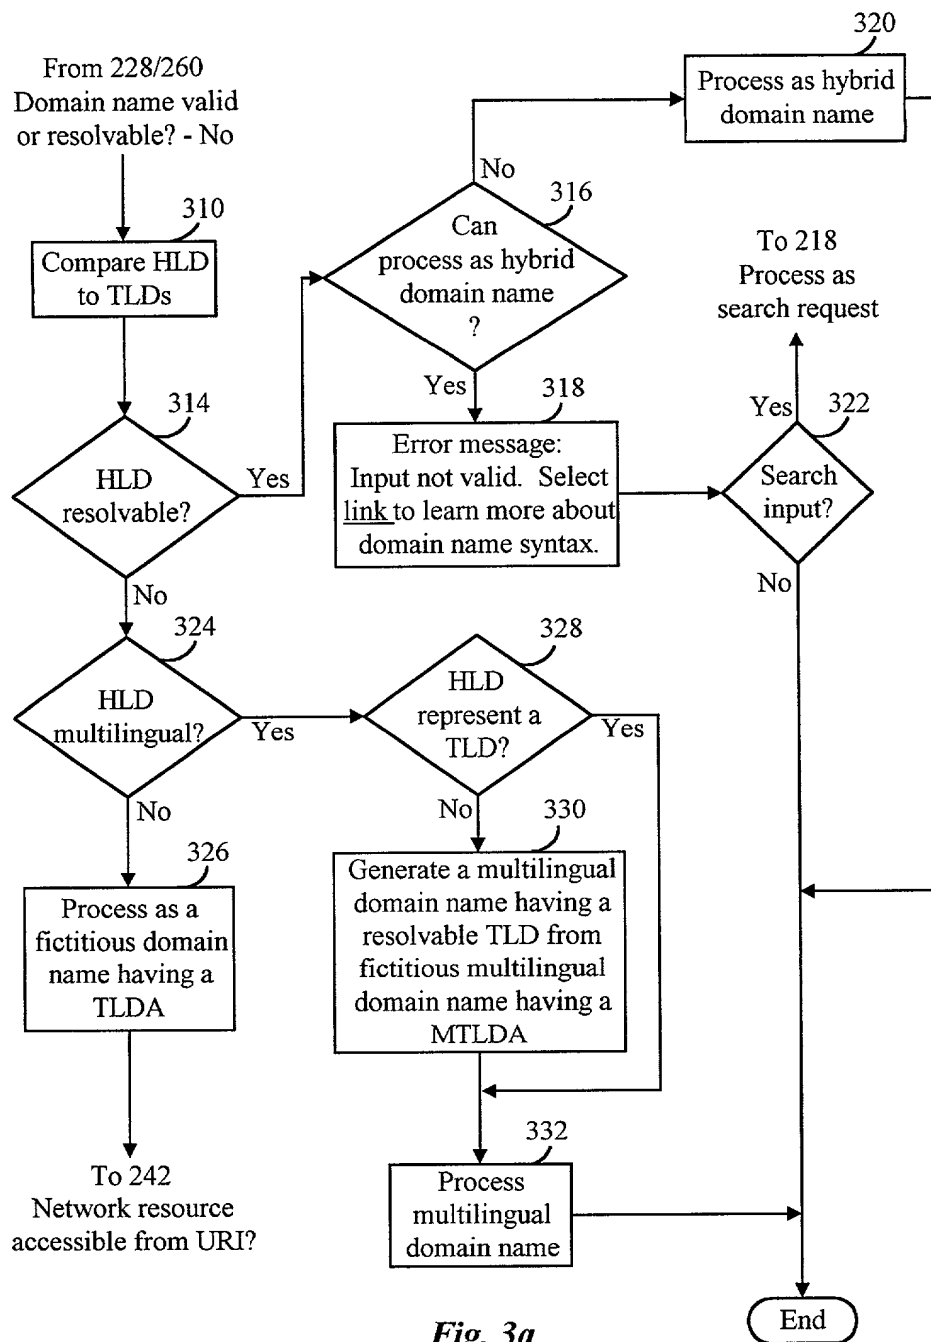 From 228/260
Domain name valid
or resolvable? - No
310
Compare HLD
to TLDs
314
HLD
resolvable?
Yes
No
316
Can
process as hybrid
domain name
?
No
Yes
320
Process as hybrid
domain name
318
Error message:
Input not valid. Select
link to learn more about
domain name syntax.
To 218
Process as
search request
Yes
322
Search
input?
No
324
HLD
multilingual?
Yes
No
328
HLD
represent a
TLD?
Yes
No
326
Process as a
fictitious domain
name having a
TLDA
330
Generate a multilingual
domain name having a
resolvable TLD from
fictitious multilingual
domain name having a
MTLDA
To 242
Network resource
accessible from URI?
332
Process
multilingual
domain name
End
Fig. 3a